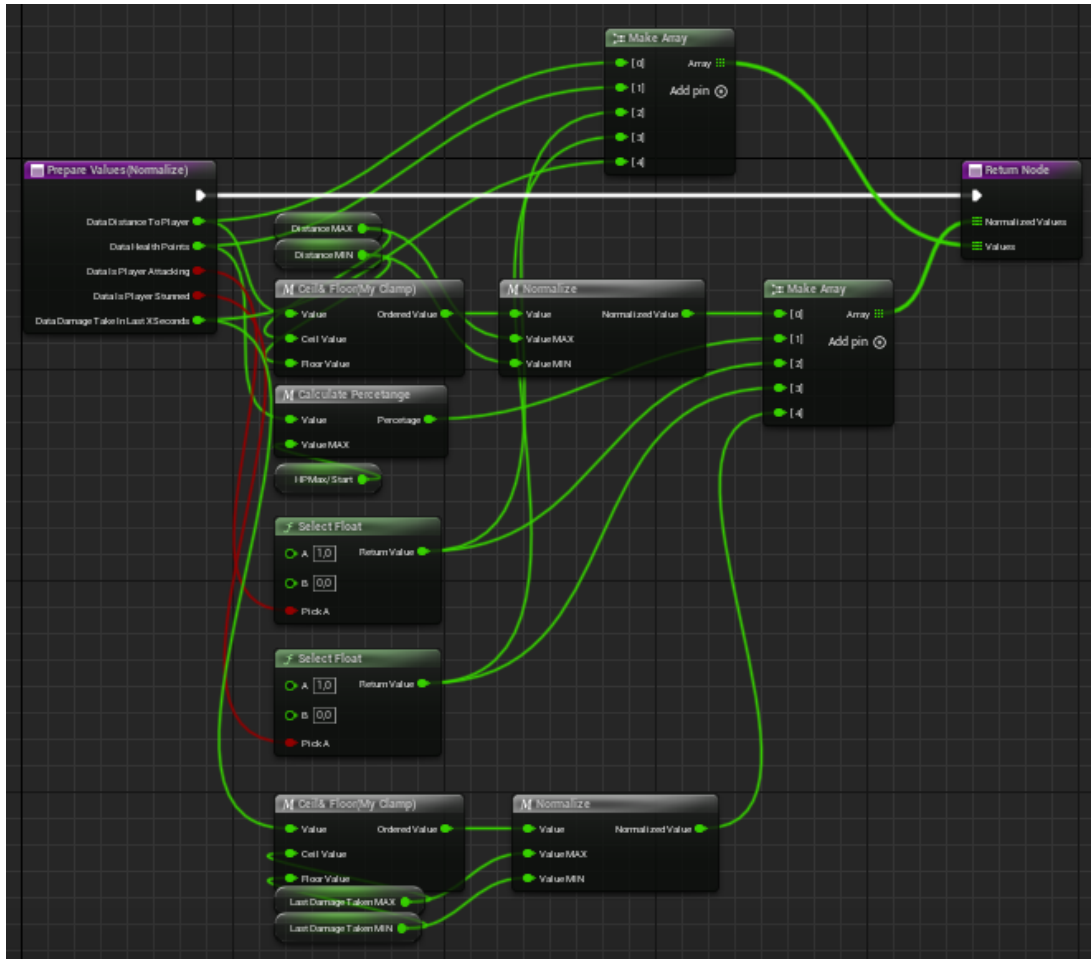 Make Array
[0] Array
[1] Add pin
[2]
[3]
[4]
Prepare Values(Normalize)
Data Distance To Player
Data Health Points
Data Is Player Attacking
Data Is Player Stunned
Data Damage Take In Last X Seconds
Return Node
Normalized Values
Values
Distance MAX
Distance MIN
Ceil& Floor(My Clamp)
Value Ordered Value
Ceil Value
Floor Value
Normalize
Value Normalized Value
Value MAX
Value MIN
Make Array
[0] Array
[1] Add pin
[2]
[3]
[4]
Calculate Percetange
Value Percentage
Value MAX
HPMax/Start
Select Float
A 1,0 Return Value
B 0,0
Pick A
Select Float
A 1,0 Return Value
B 0,0
Pick A
Ceil& Floor(My Clamp)
Value Ordered Value
Ceil Value
Floor Value
Last Damage Taken MAX
Last Damage Taken MIN
Normalize
Value Normalized Value
Value MAX
Value MIN